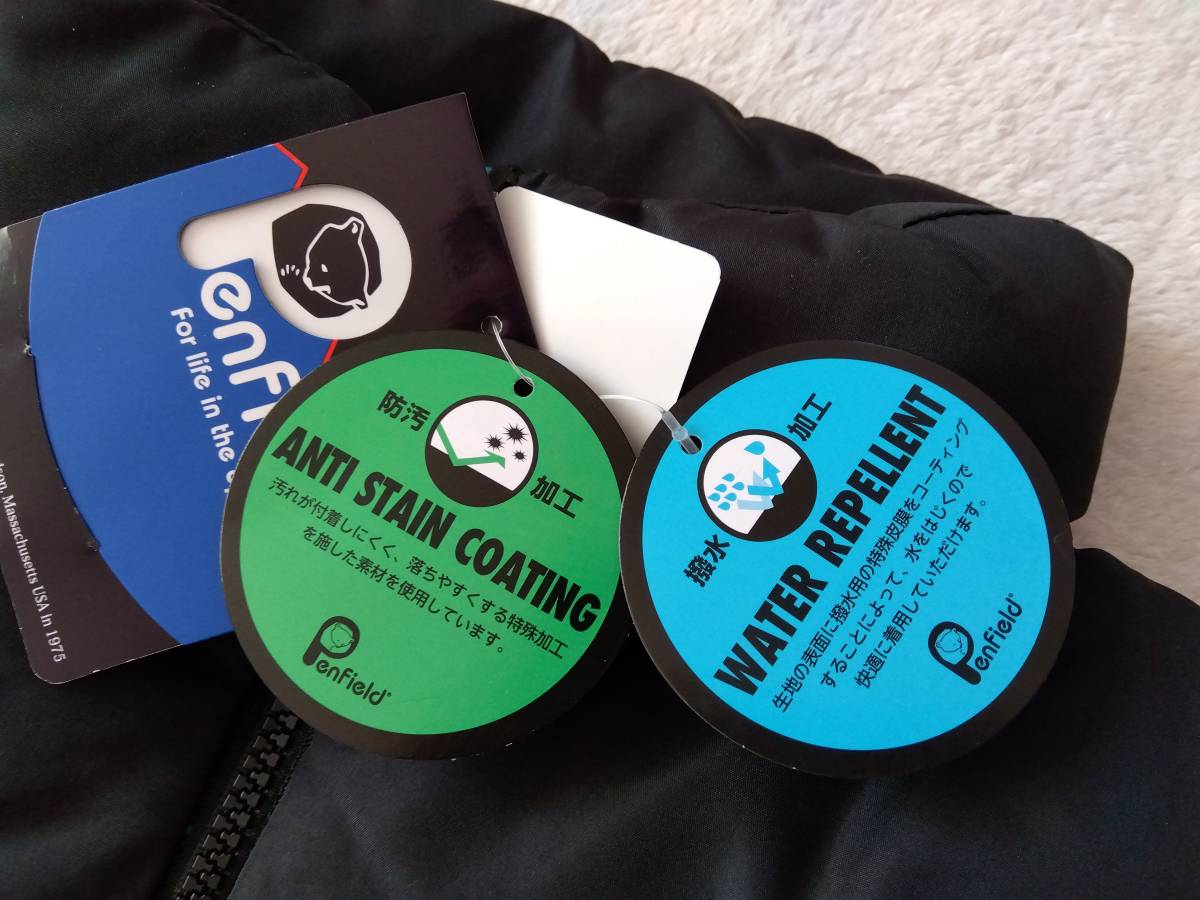 Penfi
For life in the
Massachusetts USA In 1975
防汚
加工
ANTI STAIN COATING
汚れが付着しにくく、落ちやすくする特殊加工
を施した素材を使用しています。
Penfield
撥水
加工
WATER REPELLENT
生地の表面に撥水用の特殊皮膜をコーティング
することによって、水をはじくので
快適に着用していただけます。
Penfield